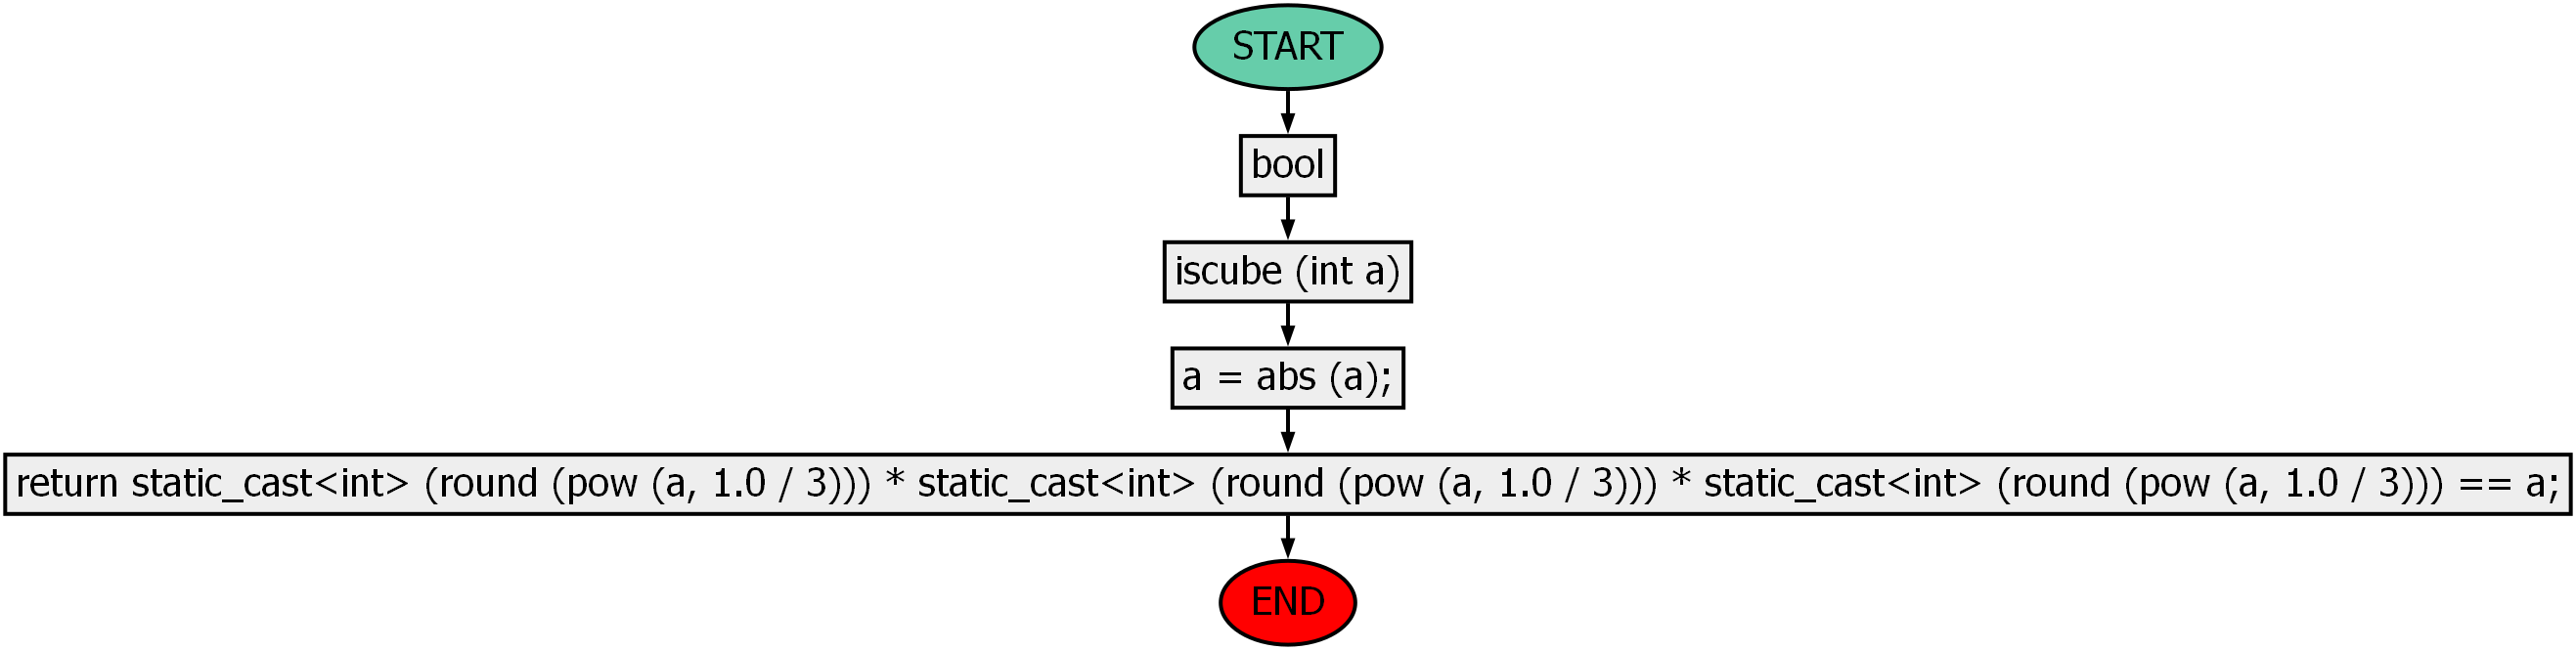 START
bool
iscube (int a)
a = abs (a);
return static_cast<int> (round (pow (a, 1.0 / 3))) * static_cast<int> (round (pow (a, 1.0 / 3))) * static_cast<int> (round (pow (a, 1.0 / 3))) == a;
END